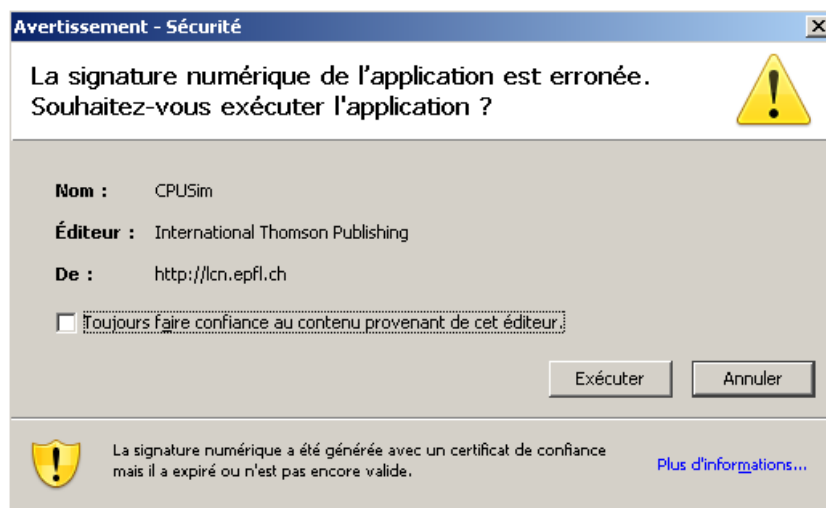 Avertissement - Sécurité
La signature numérique de l'application est erronée.
Souhaitez-vous exécuter l'application ?
Nom : CPUSim
Éditeur : International Thomson Publishing
De : http://lcn.epfl.ch
Toujours faire confiance au contenu provenant de cet éditeur.
Exécuter Annuler
La signature numérique a été générée avec un certificat de confiance
mais il a expiré ou n'est pas encore valide.
Plus d'informations...